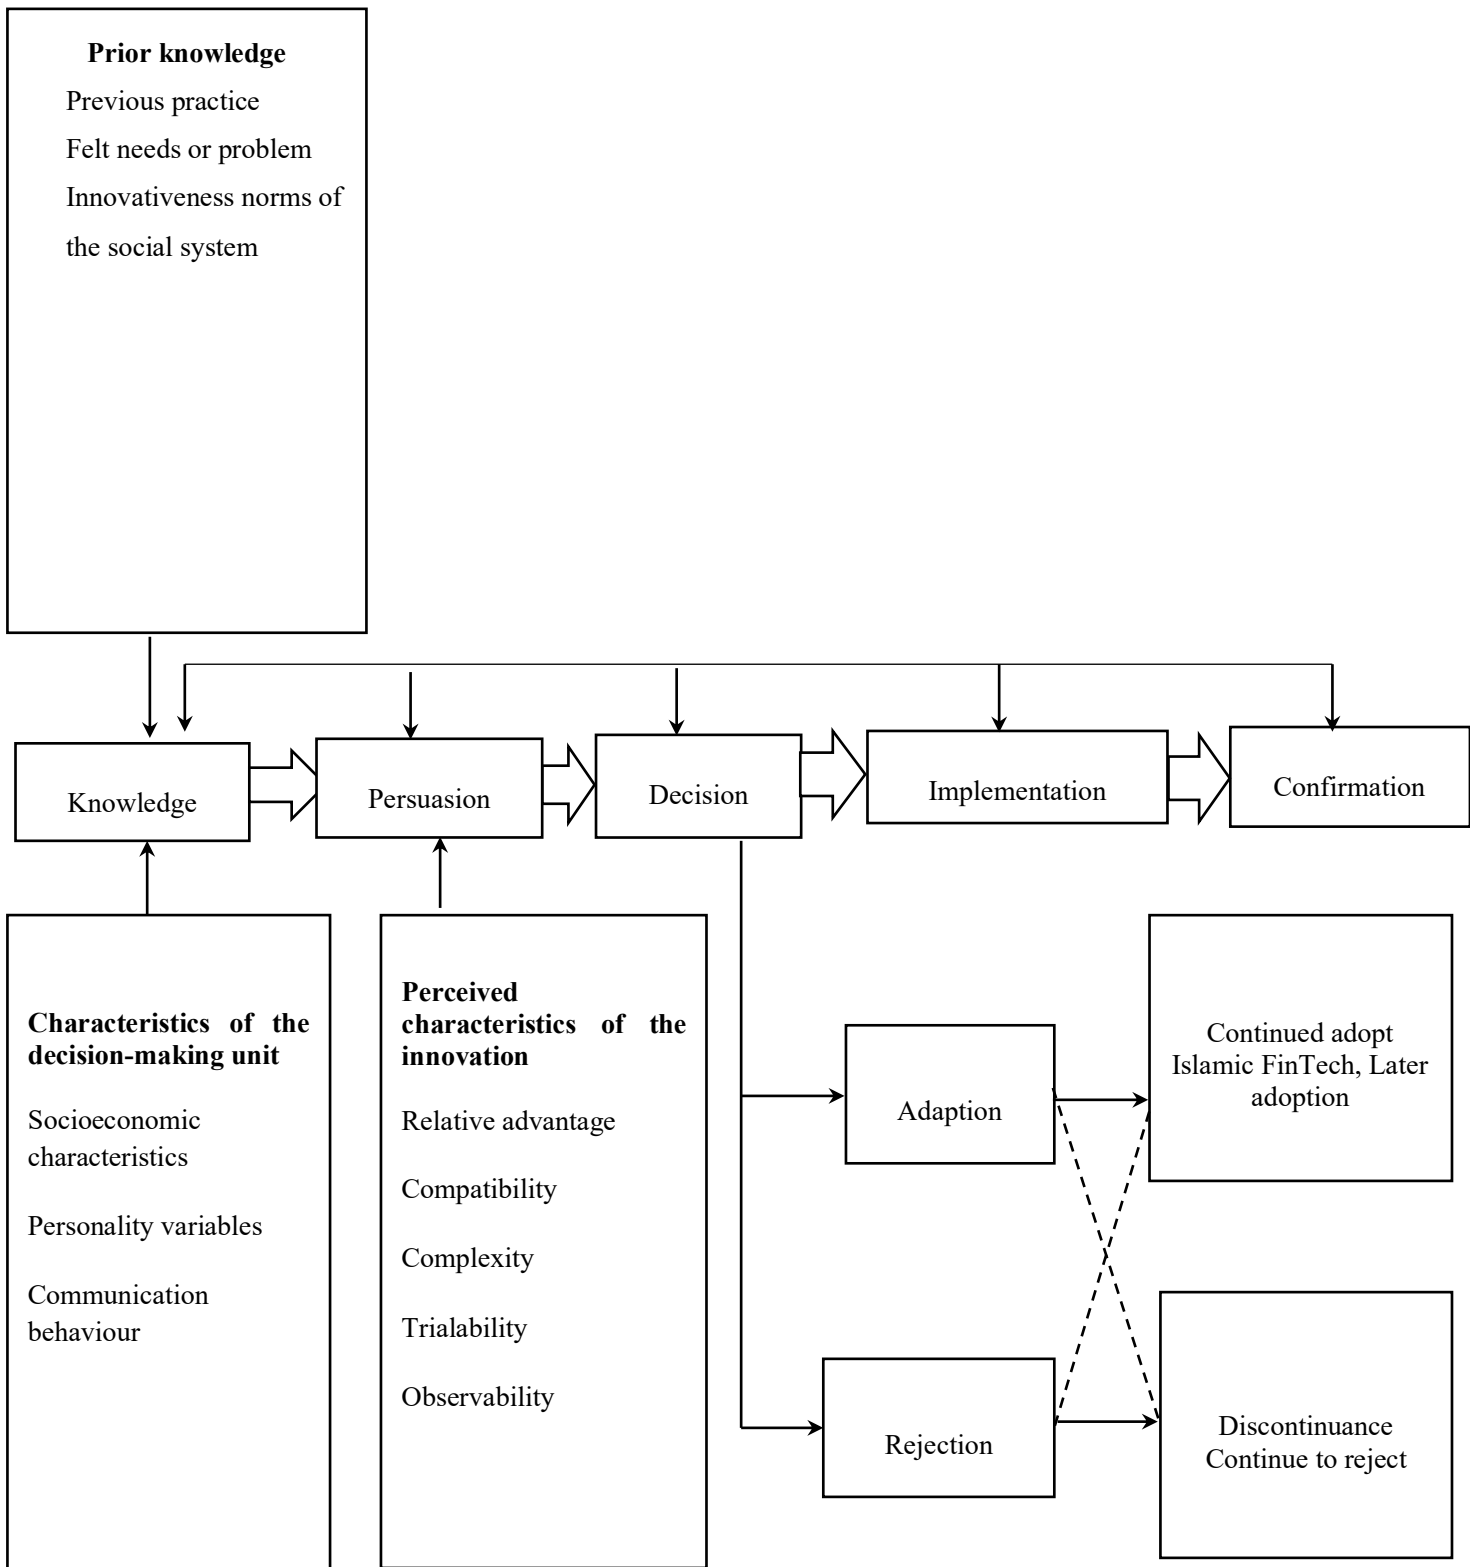 Prior knowledge
Previous practice
Felt needs or problem
Innovativeness norms of
the social system
Knowledge
Persuasion
Decision
Implementation
Confirmation
Characteristics of the
decision-making unit
Socioeconomic
characteristics
Personality variables
Communication
behaviour
Perceived
characteristics of the
innovation
Relative advantage
Compatibility
Complexity
Trialability
Observability
Adaption
Rejection
Continued adopt
Islamic FinTech, Later
adoption
Discontinuance
Continue to reject